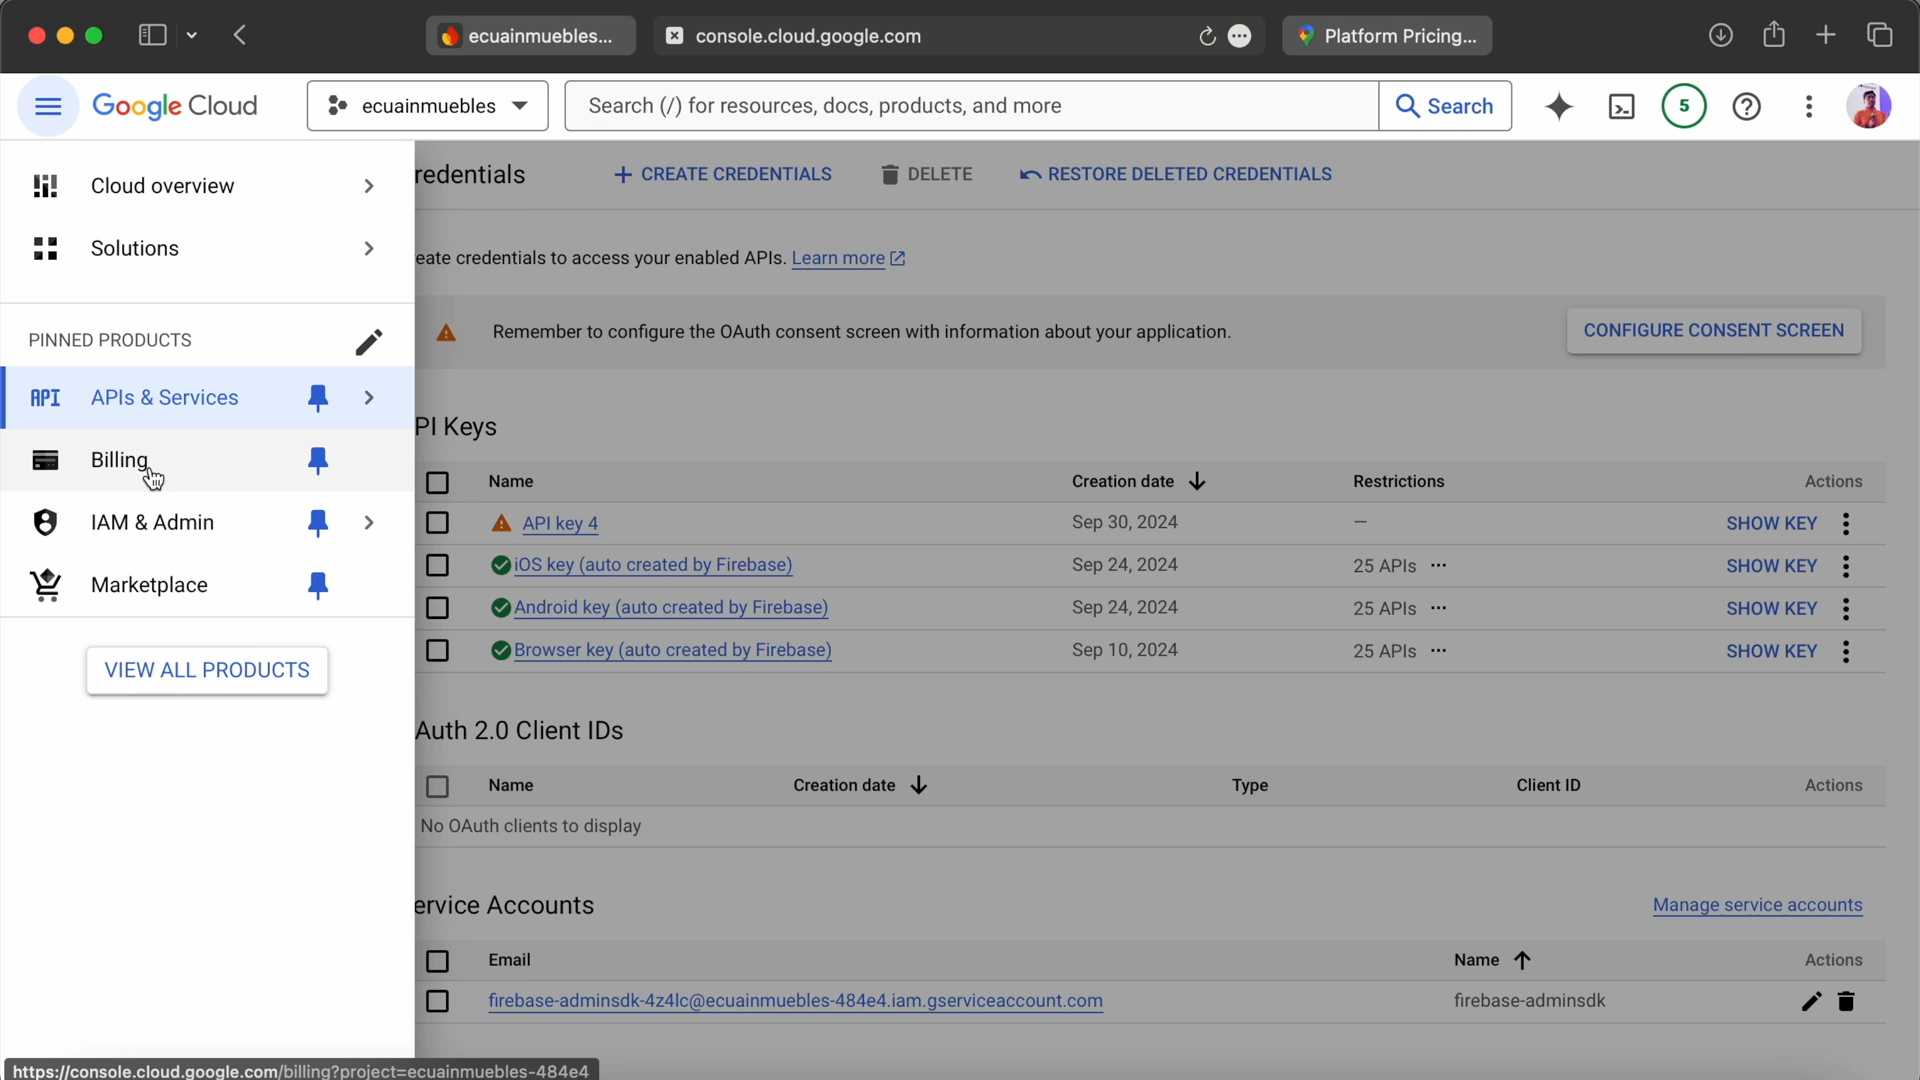 ecuainmuebles...
console.cloud.google.com
Platform Pricing...
Google Cloud
ecuainmuebles
Search (/) for resources, docs, products, and more
Search
5
Cloud overview
Solutions
PINNED PRODUCTS
API APIs & Services
Billing
IAM & Admin
Marketplace
VIEW ALL PRODUCTS
redentials
CREATE CREDENTIALS
DELETE
RESTORE DELETED CREDENTIALS
eate credentials to access your enabled APIs. Learn more
Remember to configure the OAuth consent screen with information about your application.
CONFIGURE CONSENT SCREEN
PI Keys
Name Creation date Restrictions Actions
API key 4 Sep 30, 2024 — SHOW KEY
iOS key (auto created by Firebase) Sep 24, 2024 25 APIs ... SHOW KEY
Android key (auto created by Firebase) Sep 24, 2024 25 APIs ... SHOW KEY
Browser key (auto created by Firebase) Sep 10, 2024 25 APIs ... SHOW KEY
Auth 2.0 Client IDs
Name Creation date Type Client ID Actions
No OAuth clients to display
ervice Accounts
Manage service accounts
Email Name Actions
firebase-adminsdk-4z4lc@ecuainmuebles-484e4.iam.gserviceaccount.com firebase-adminsdk
https://console.cloud.google.com/billing?project=ecuainmuebles-484e4